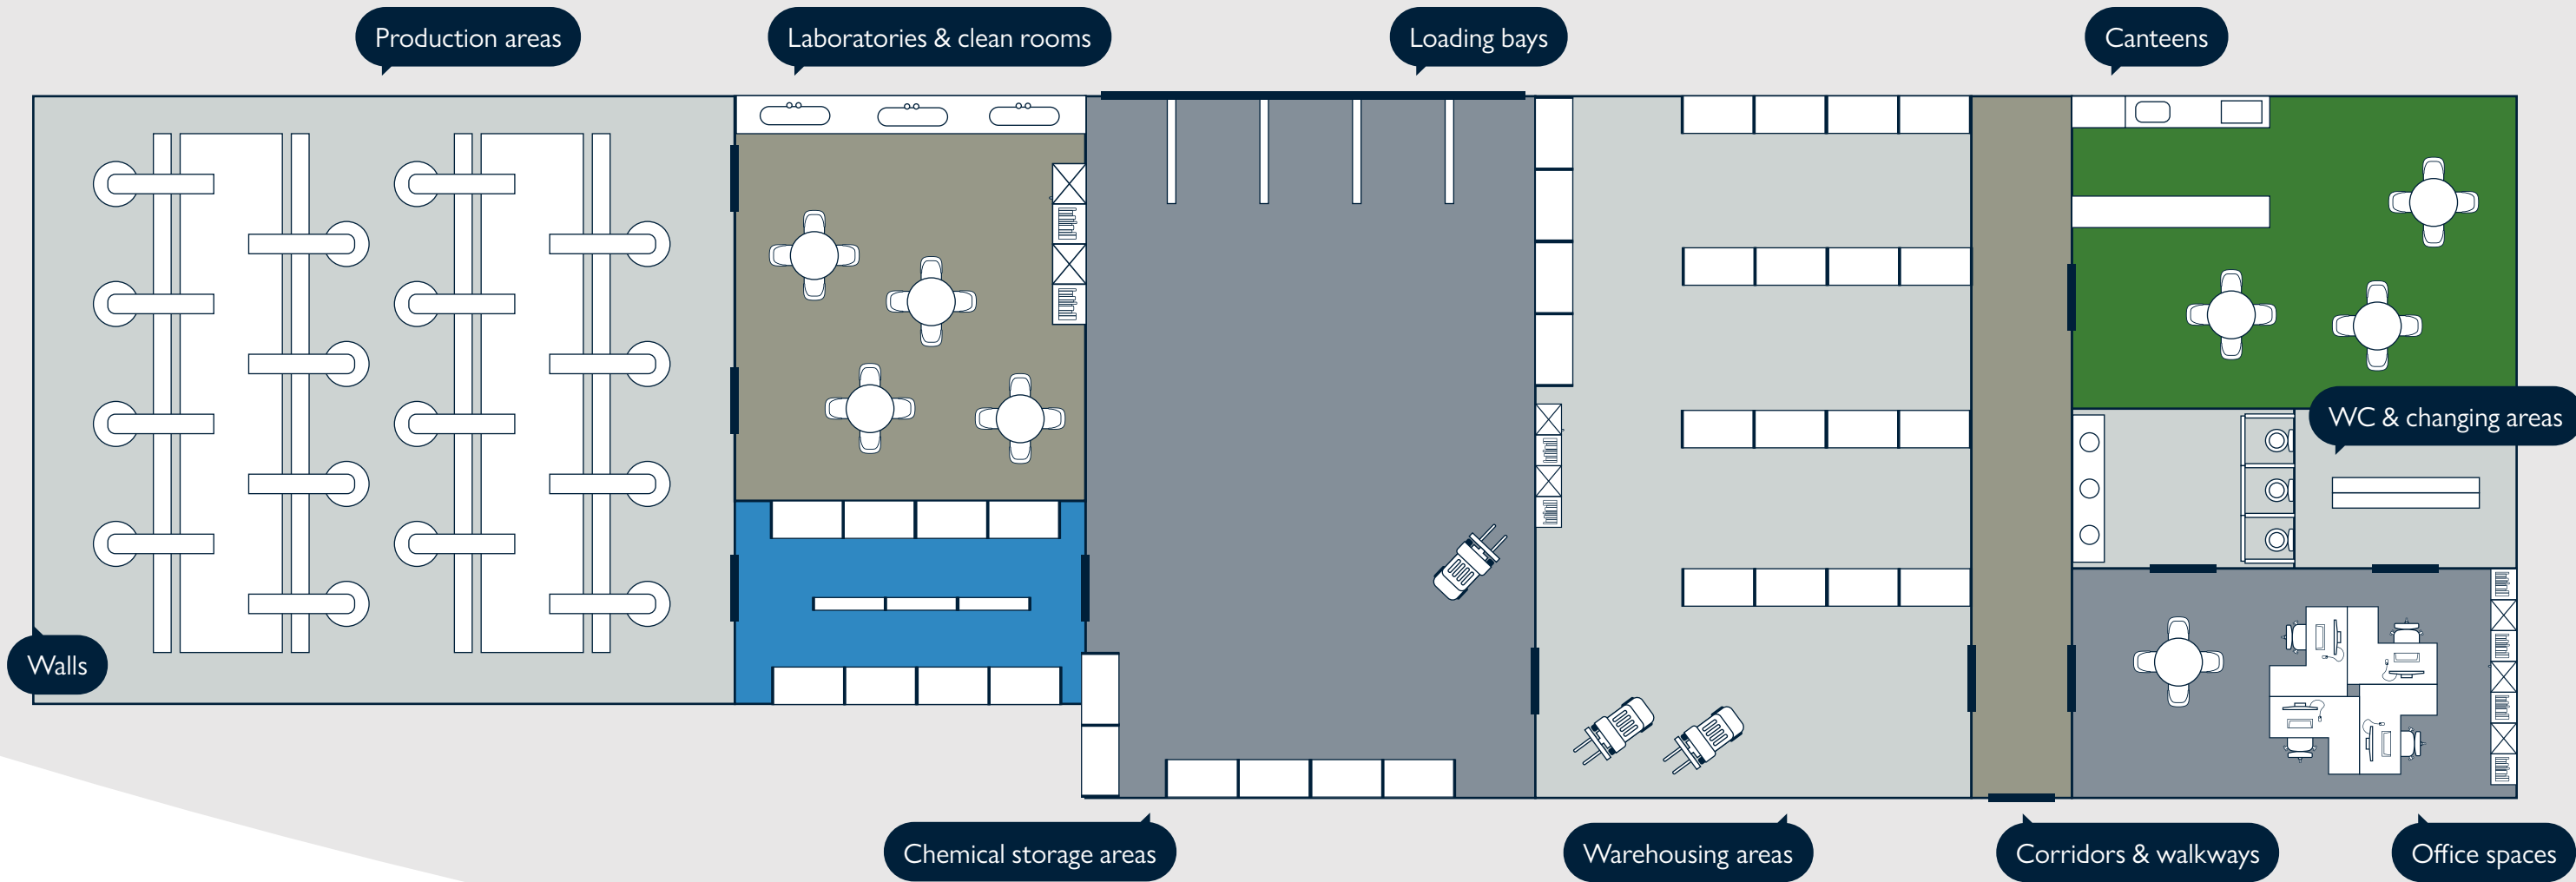 Production areas
Laboratories & clean rooms
Loading bays
Canteens
WC & changing areas
Walls
Chemical storage areas
Warehousing areas
Corridors & walkways
Office spaces